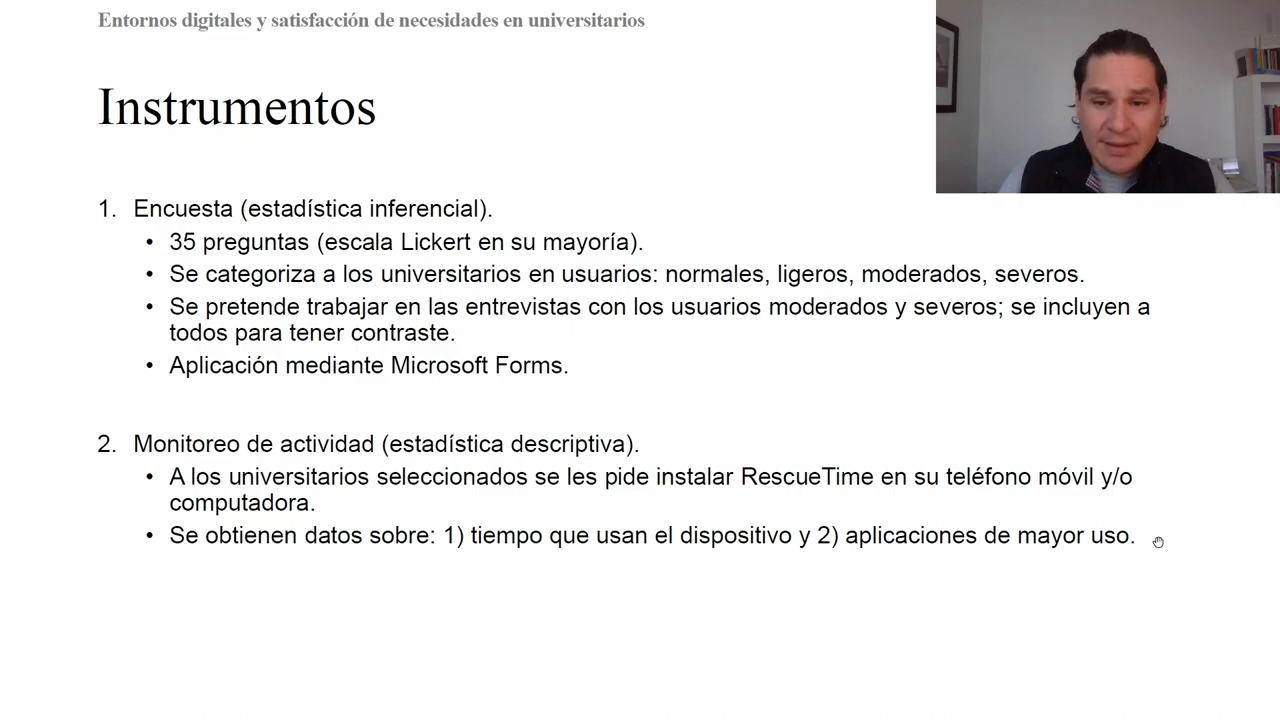 Entornos digitales y satisfacción de necesidades en universitarios
Instrumentos
1. Encuesta (estadística inferencial).
• 35 preguntas (escala Lickert en su mayoría).
• Se categoriza a los universitarios en usuarios: normales, ligeros, moderados, severos.
• Se pretende trabajar en las entrevistas con los usuarios moderados y severos; se incluyen a
todos para tener contraste.
• Aplicación mediante Microsoft Forms.
2. Monitoreo de actividad (estadística descriptiva).
• A los universitarios seleccionados se les pide instalar RescueTime en su teléfono móvil y/o
computadora.
• Se obtienen datos sobre: 1) tiempo que usan el dispositivo y 2) aplicaciones de mayor uso.